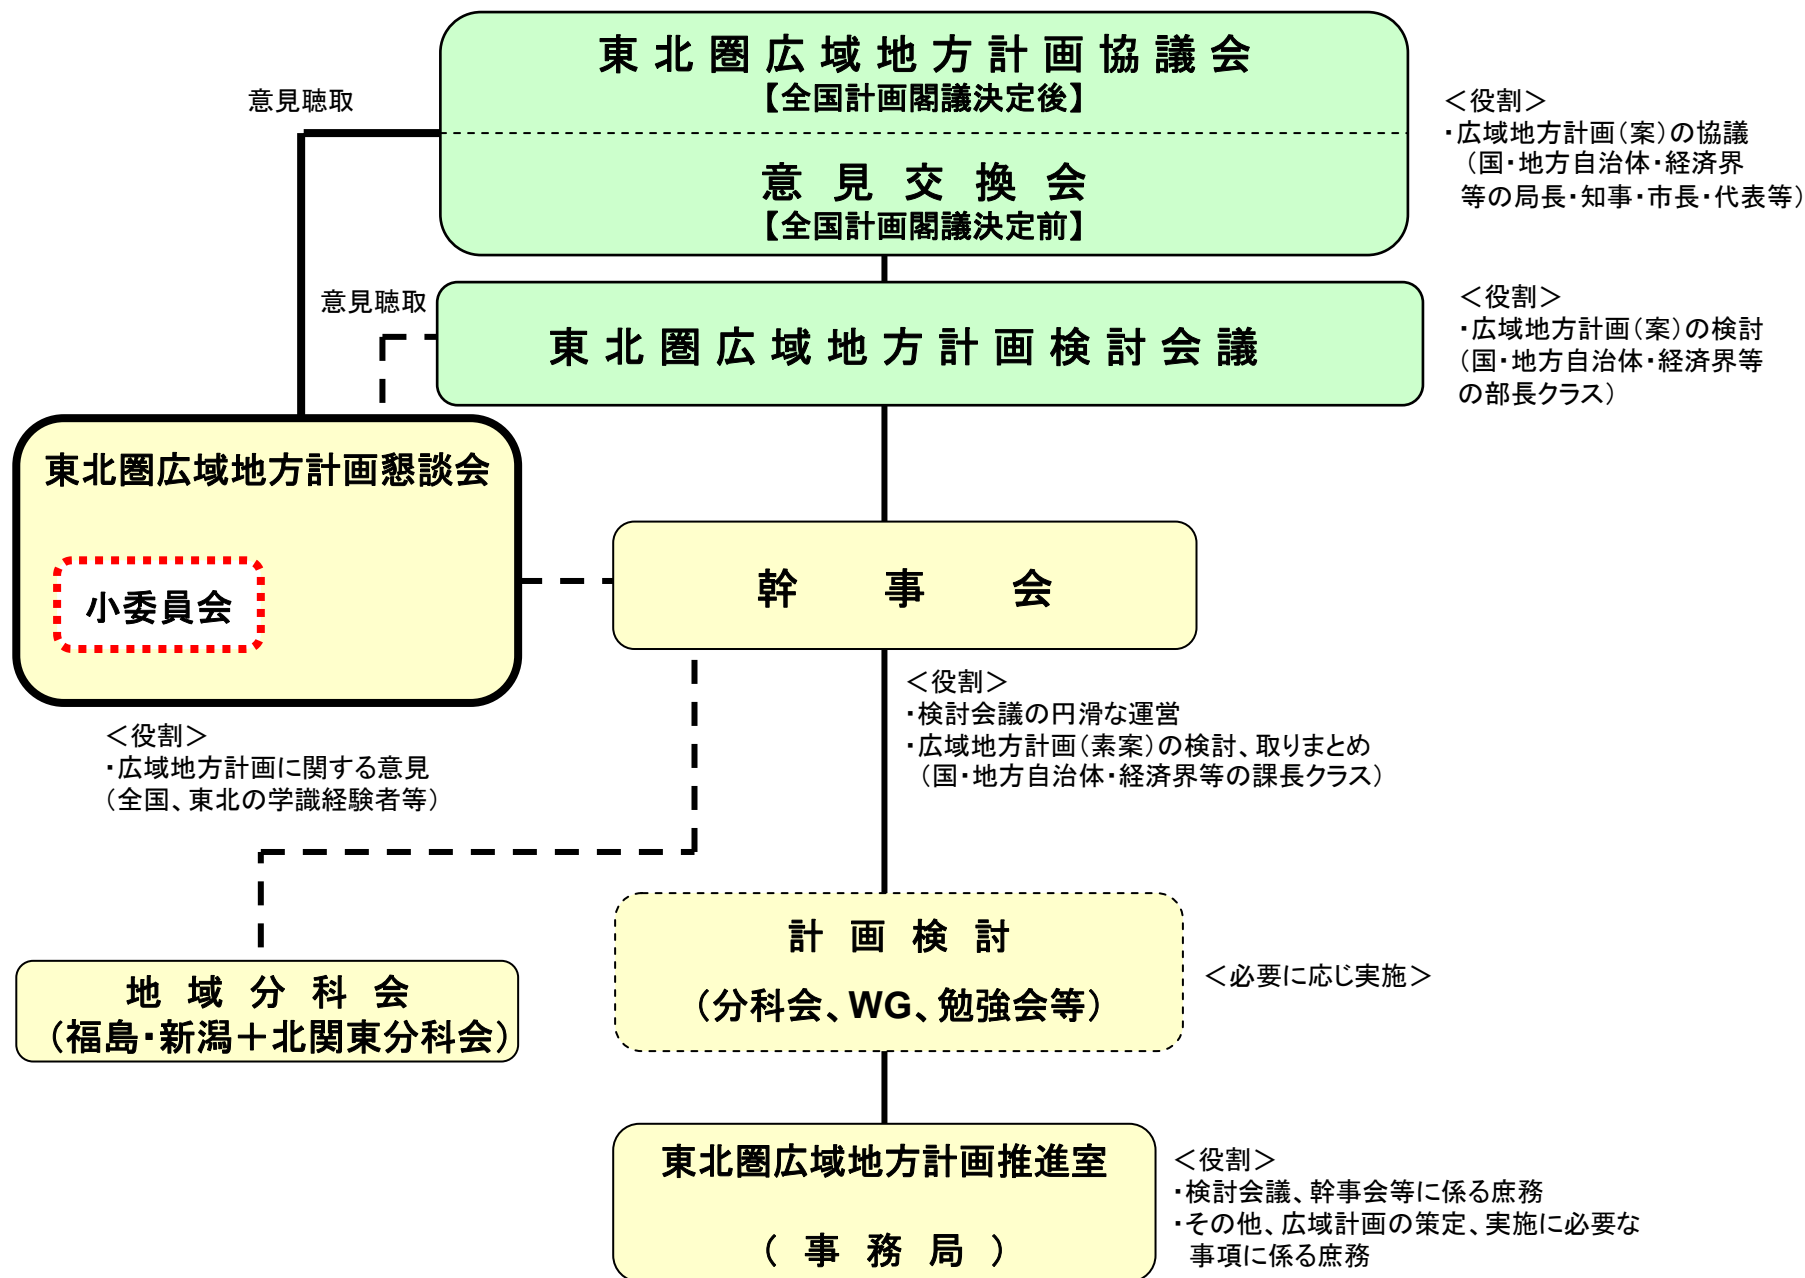 東北圏広域地方計画協議会
【全国計画閣議決定後】
意見聴取
＜役割＞
・広域地方計画（案）の協議
（国・地方自治体・経済界
等の局長・知事・市長・代表等）
意見交換会
【全国計画閣議決定前】
意見聴取
東北圏広域地方計画検討会議
＜役割＞
・広域地方計画（案）の検討
（国・地方自治体・経済界等
の部長クラス）
東北圏広域地方計画懇談会
小委員会
幹事会
＜役割＞
・検討会議の円滑な運営
・広域地方計画（素案）の検討、取りまとめ
（国・地方自治体・経済界等の課長クラス）
＜役割＞
・広域地方計画に関する意見
（全国、東北の学識経験者等）
計画検討
（分科会、WG、勉強会等）
＜必要に応じ実施＞
地域分科会
（福島・新潟＋北関東分科会）
東北圏広域地方計画推進室
（事務局）
＜役割＞
・検討会議、幹事会等に係る庶務
・その他、広域計画の策定、実施に必要な
事項に係る庶務